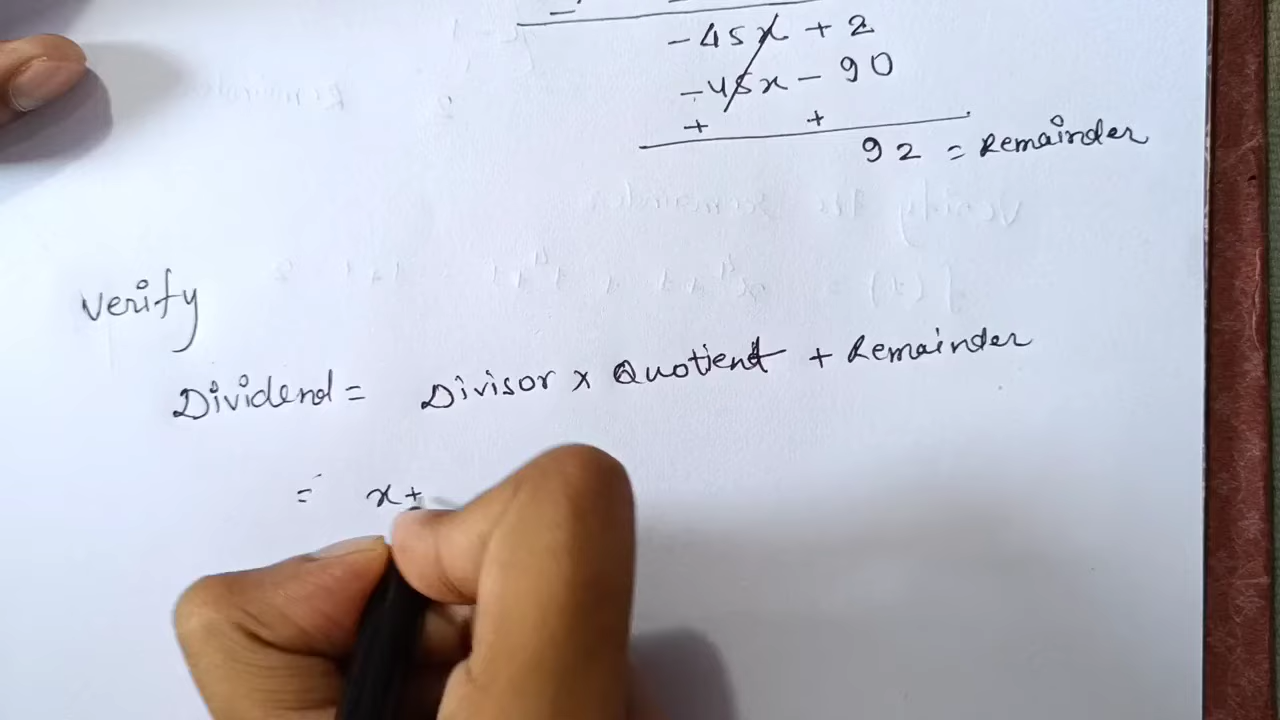 -45x + 2
-45x - 90
+ +
92 = Remainder
Verify
Dividend = Divisor x Quotient + Remainder
= x+